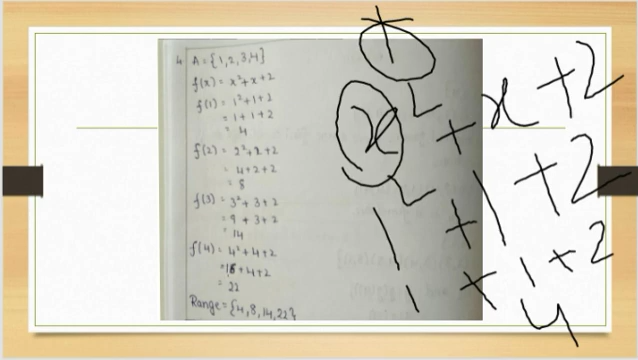 4 A = {1,2,3,4}
f(x) = x²+x+2
f(1) = 1²+1+2
= 1+1+2
= 4
f(2) = 2²+2+2
= 4+2+2
= 8
f(3) = 3²+3+2
= 9+3+2
= 14
f(4) = 4²+4+2
= 16+4+2
= 22
Range = {4,8,14,22}
x² + x + 2
1² + 1 + 2
1 + 1 + 2
4